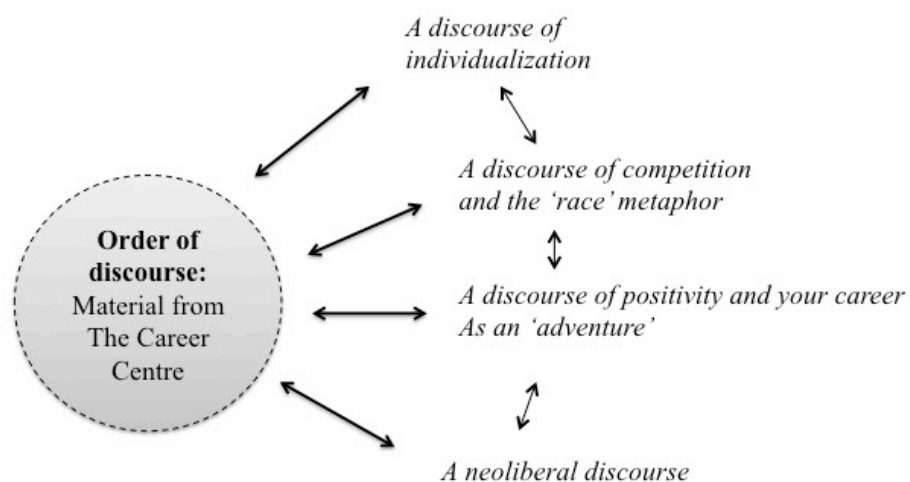 A discourse of
individualization
A discourse of competition
and the ‘race’ metaphor
Order of
discourse:
Material from
The Career
Centre
A discourse of positivity and your career
As an ‘adventure’
A neoliberal discourse